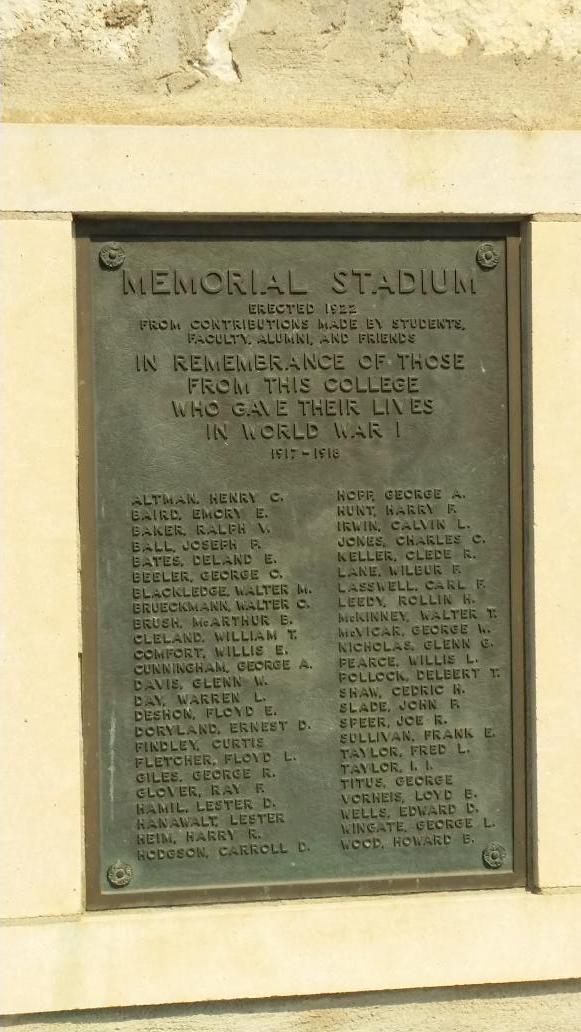 MEMORIAL STADIUM
ERECTED 1922
FROM CONTRIBUTIONS MADE BY STUDENTS,
FACULTY, ALUMNI, AND FRIENDS
IN REMEMBRANCE OF THOSE
FROM THIS COLLEGE
WHO GAVE THEIR LIVES
IN WORLD WAR I
1917-1918
ALTMAN, HENRY C.
BAIRD, EMORY E.
BAKER, RALPH V.
BALL, JOSEPH P.
BATES, DELAND E.
BEELER, GEORGE C.
BLACKLEDGE, WALTER M.
BRUECKMANN, WALTER C.
BRUSH, McARTHUR B.
CLELAND, WILLIAM T.
COMFORT, WILLIS E.
CUNNINGHAM, GEORGE A.
DAVIS, GLENN W.
DAY, WARREN L.
DESHON, FLOYD E.
DORYLAND, ERNEST D.
FINDLEY, CURTIS
FLETCHER, FLOYD L.
GILES, GEORGE R.
GLOVER, RAY F.
HAMIL, LESTER D.
HANAWALT, LESTER
HEIM, HARRY R.
HODGSON, CARROLL D.
HOPP, GEORGE A.
HUNT, HARRY F.
IRWIN, CALVIN L.
JONES, CHARLES C.
KELLER, CLEDE R.
LANE, WILBUR F.
LASSWELL, CARL F.
LEEDY, ROLLIN H.
McKINNEY, WALTER T.
McVICAR, GEORGE W.
NICHOLAS, GLENN G.
PEARCE, WILLIS L.
POLLOCK, DELBERT T.
SHAW, CEDRIC H.
SLADE, JOHN F.
SPEER, JOE R.
SULLIVAN, FRANK E.
TAYLOR, FRED L.
TAYLOR, I. I.
TITUS, GEORGE
VORHEIS, LOYD B.
WELLS, EDWARD D.
WINGATE, GEORGE L.
WOOD, HOWARD B.